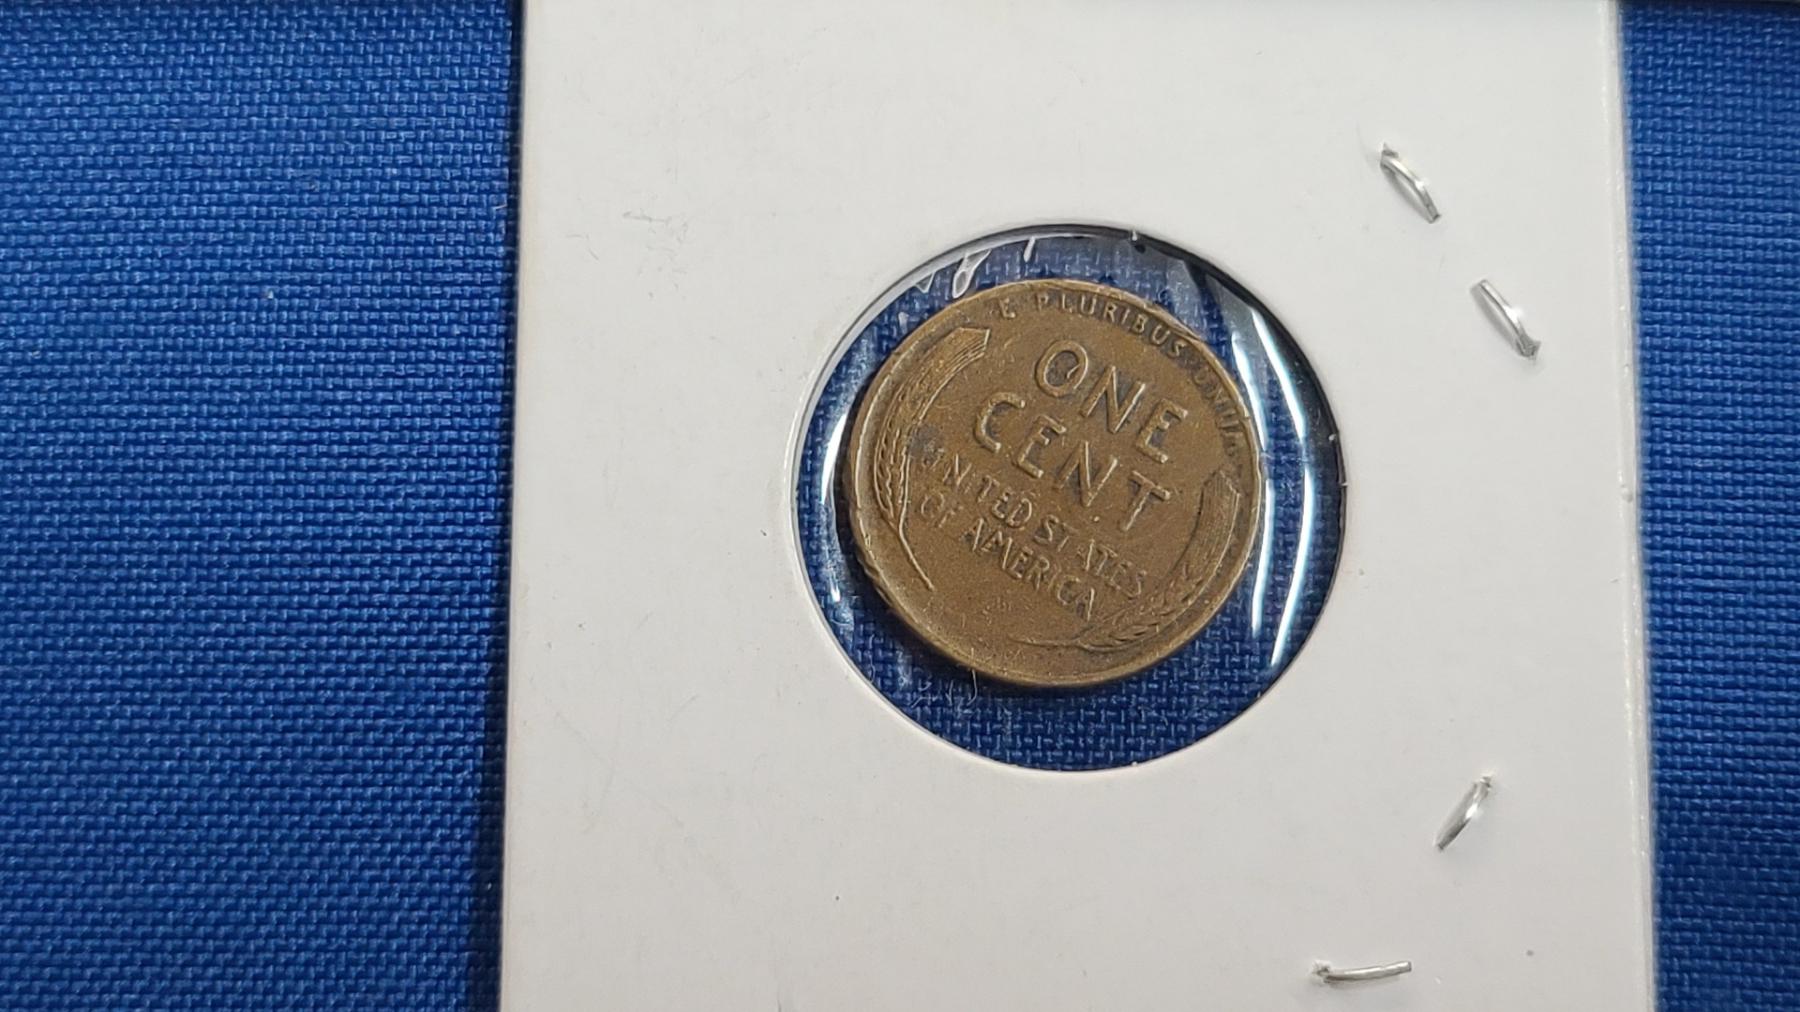 E PLURIBUS UNUM
ONE
CENT
UNITED STATES
OF AMERICA